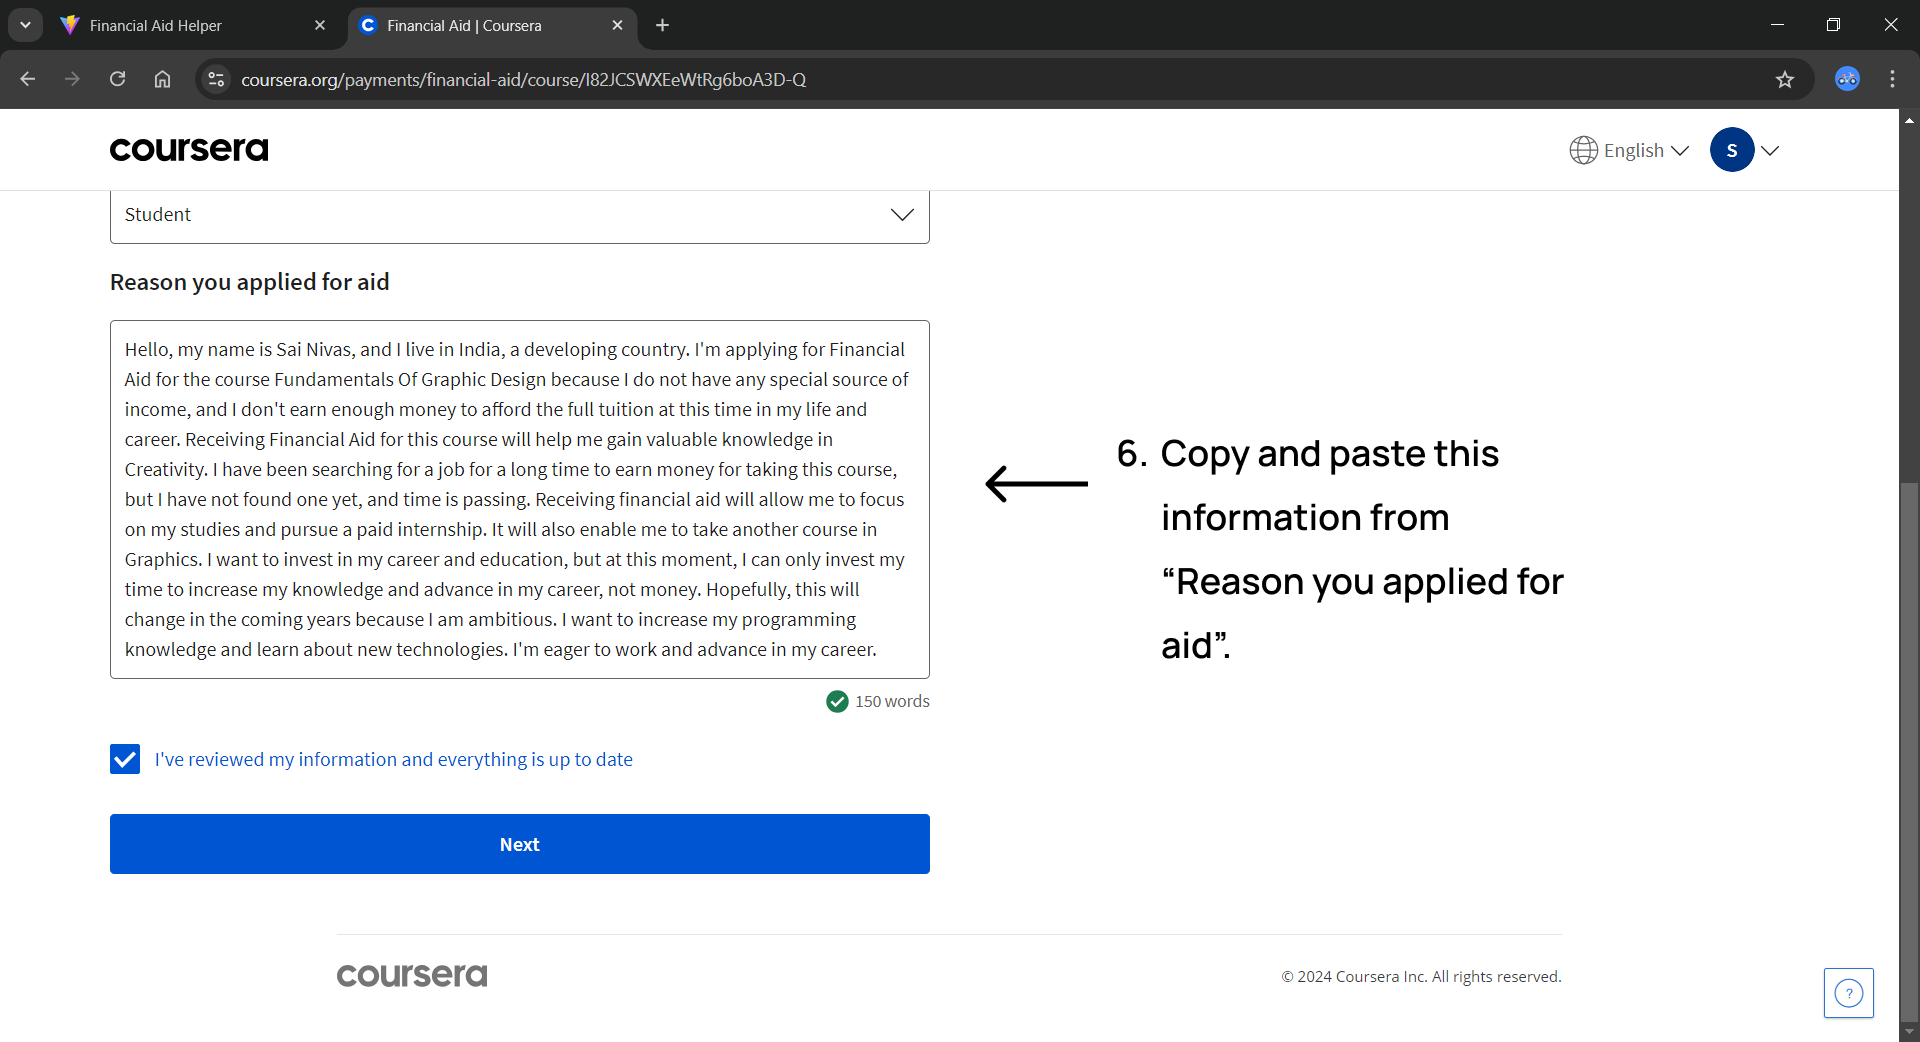 Financial Aid Helper
Financial Aid | Coursera
coursera.org/payments/financial-aid/course/I82JCSWXEeWtRg6boA3D-Q
coursera
English
S
Student
Reason you applied for aid
Hello, my name is Sai Nivas, and I live in India, a developing country. I'm applying for Financial
Aid for the course Fundamentals Of Graphic Design because I do not have any special source of
income, and I don't earn enough money to afford the full tuition at this time in my life and
career. Receiving Financial Aid for this course will help me gain valuable knowledge in
Creativity. I have been searching for a job for a long time to earn money for taking this course,
but I have not found one yet, and time is passing. Receiving financial aid will allow me to focus
on my studies and pursue a paid internship. It will also enable me to take another course in
Graphics. I want to invest in my career and education, but at this moment, I can only invest my
time to increase my knowledge and advance in my career, not money. Hopefully, this will
change in the coming years because I am ambitious. I want to increase my programming
knowledge and learn about new technologies. I'm eager to work and advance in my career.
150 words
I've reviewed my information and everything is up to date
Next
6. Copy and paste this
information from
“Reason you applied for
aid”.
coursera
© 2024 Coursera Inc. All rights reserved.
?